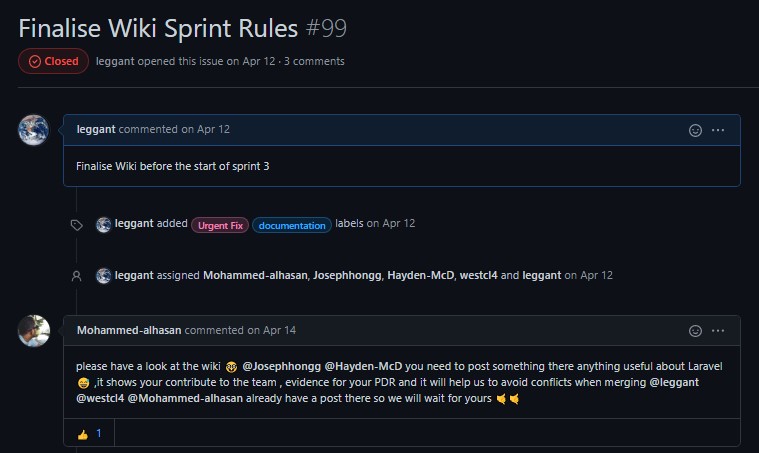 Finalise Wiki Sprint Rules #99
Closed leggant opened this issue on Apr 12 · 3 comments
leggant commented on Apr 12
Finalise Wiki before the start of sprint 3
leggant added Urgent Fix documentation labels on Apr 12
leggant assigned Mohammed-alhasan, Josephhongg, Hayden-McD, westcl4 and leggant on Apr 12
Mohammed-alhasan commented on Apr 14
please have a look at the wiki 🤓 @Josephhongg @Hayden-McD you need to post something there anything useful about Laravel
😅 ,it shows your contribute to the team , evidence for your PDR and it will help us to avoid conflicts when merging @leggant
@westcl4 @Mohammed-alhasan already have a post there so we will wait for yours 🤙🤙
👍 1